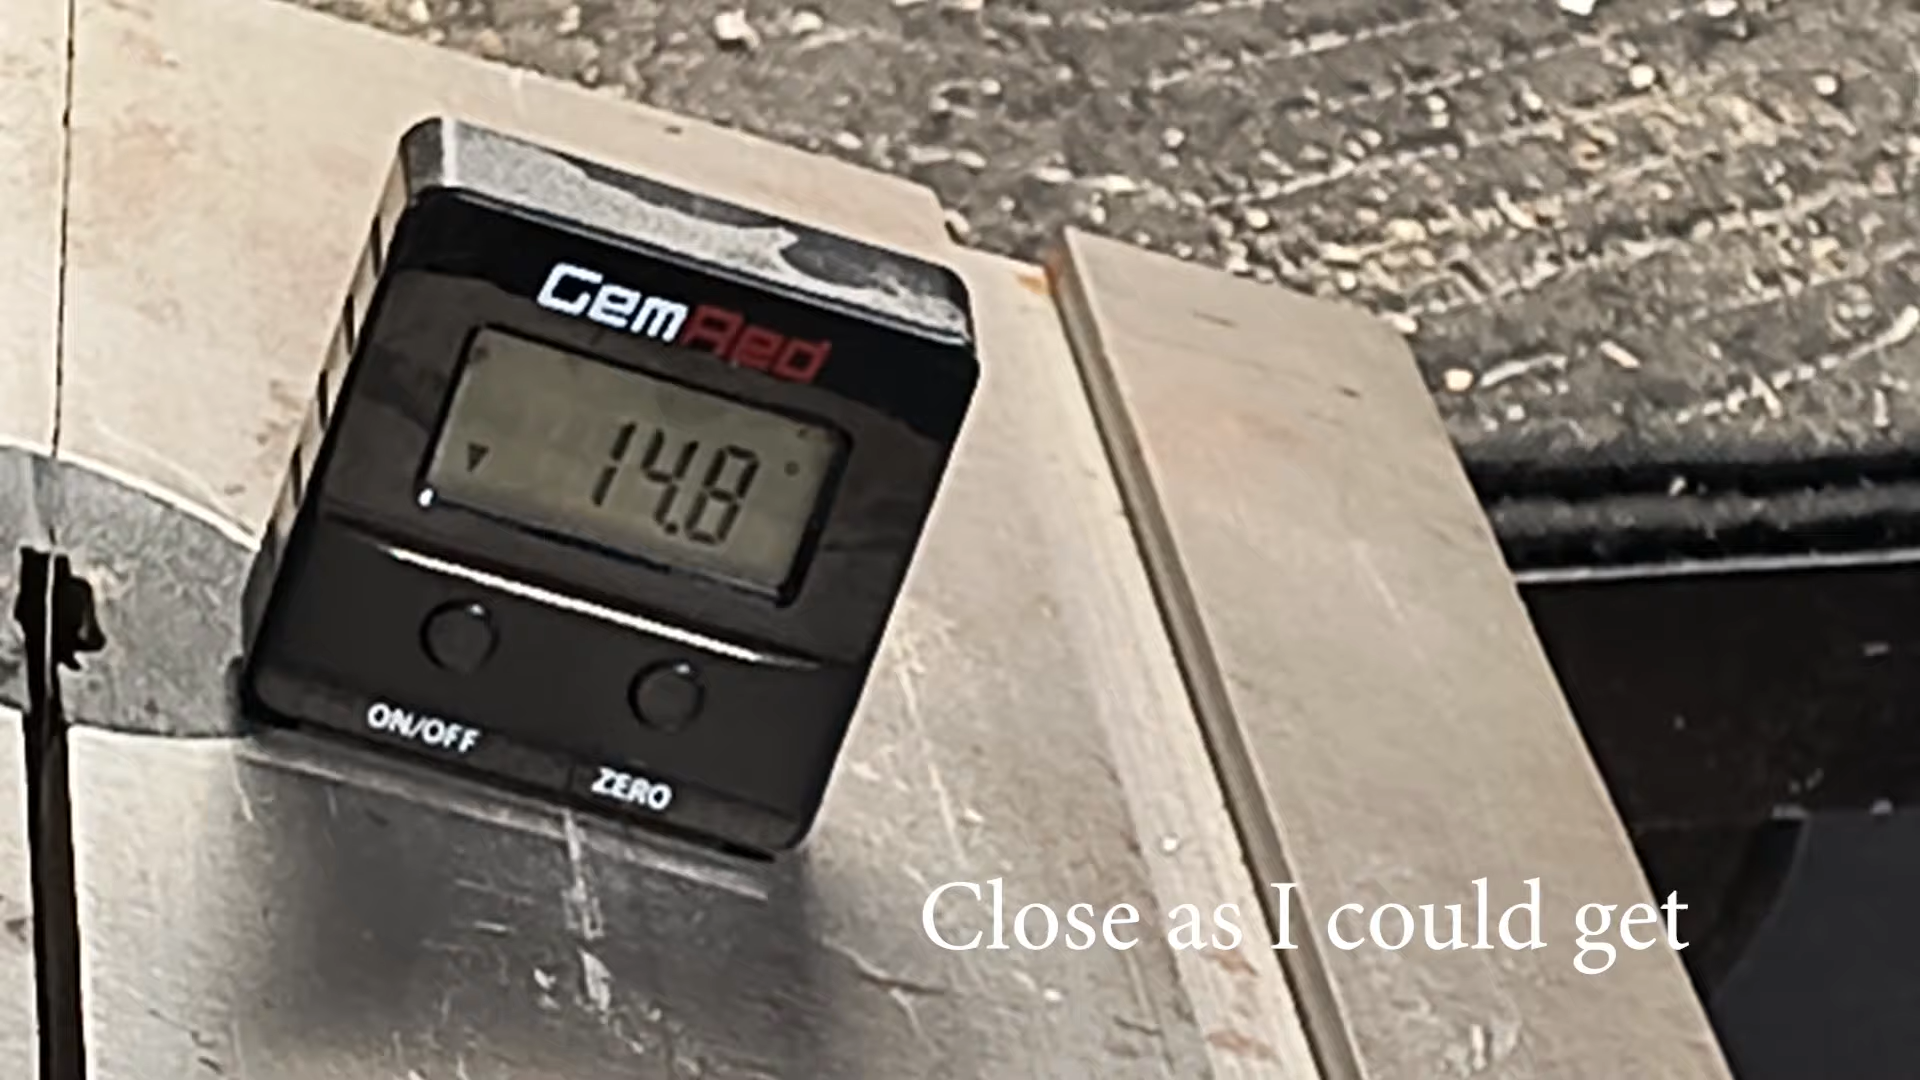 GemRed
14.8°
ON/OFF
ZERO
Close as I could get